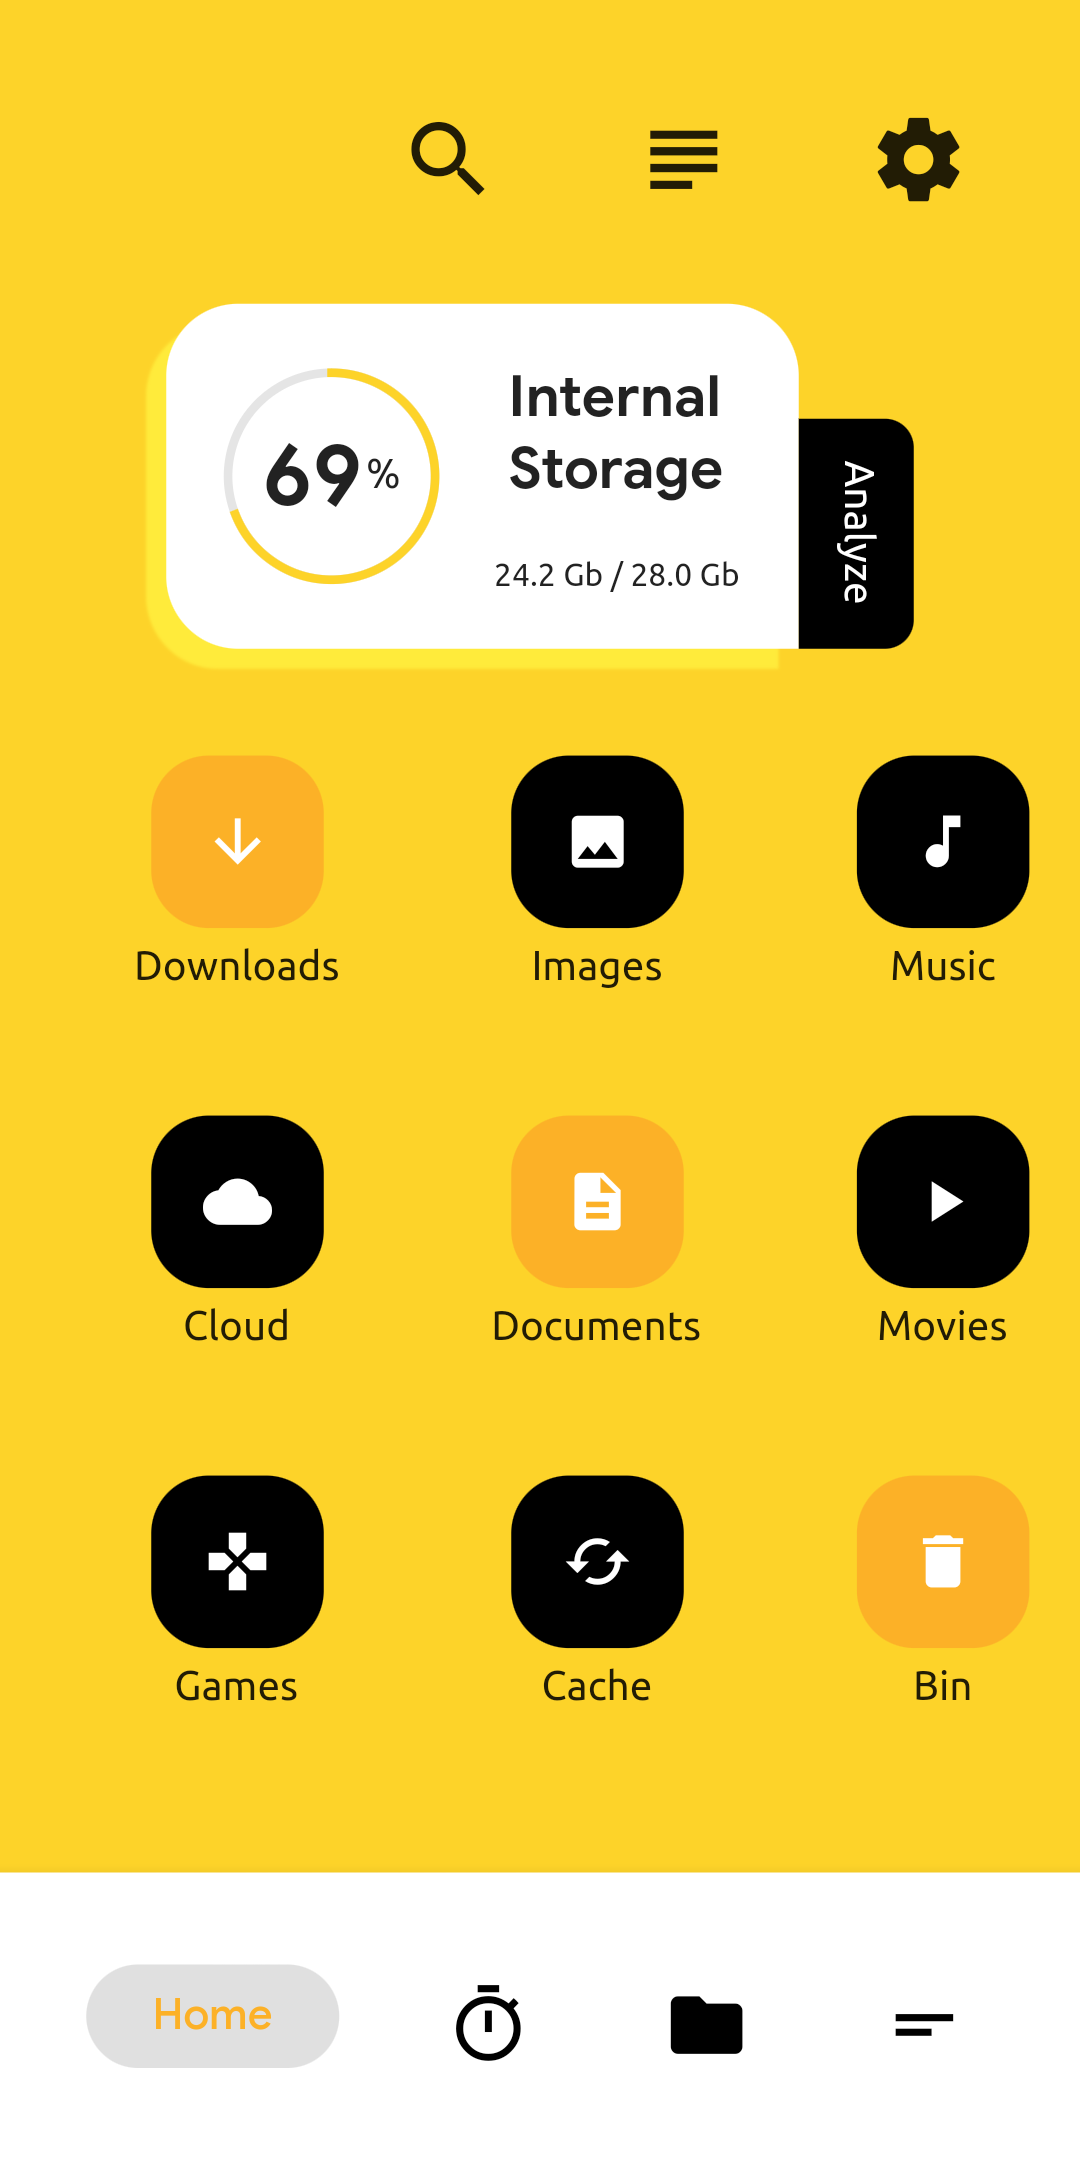 Internal
Storage
69%
24.2 Gb / 28.0 Gb
Analyze
Downloads
Images
Music
Cloud
Documents
Movies
Games
Cache
Bin
Home